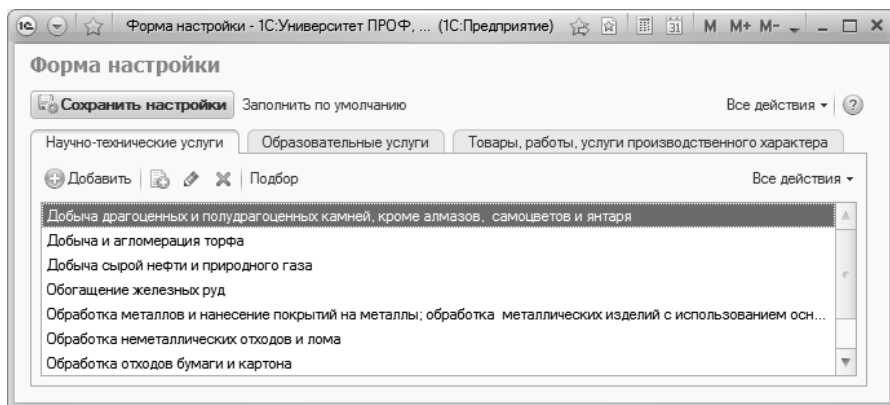 Форма настройки - 1С:Университет ПРОФ, ... (1С:Предприятие) 31 M M+ M-
Форма настройки
Сохранить настройки Заполнить по умолчанию Все действия
Научно-технические услуги Образовательные услуги Товары, работы, услуги производственного характера
Добавить Подбор Все действия
Добыча драгоценных и полудрагоценных камней, кроме алмазов, самоцветов и янтаря
Добыча и агломерация торфа
Добыча сырой нефти и природного газа
Обогащение железных руд
Обработка металлов и нанесение покрытий на металлы; обработка металлических изделий с использованием осн...
Обработка неметаллических отходов и лома
Обработка отходов бумаги и картона